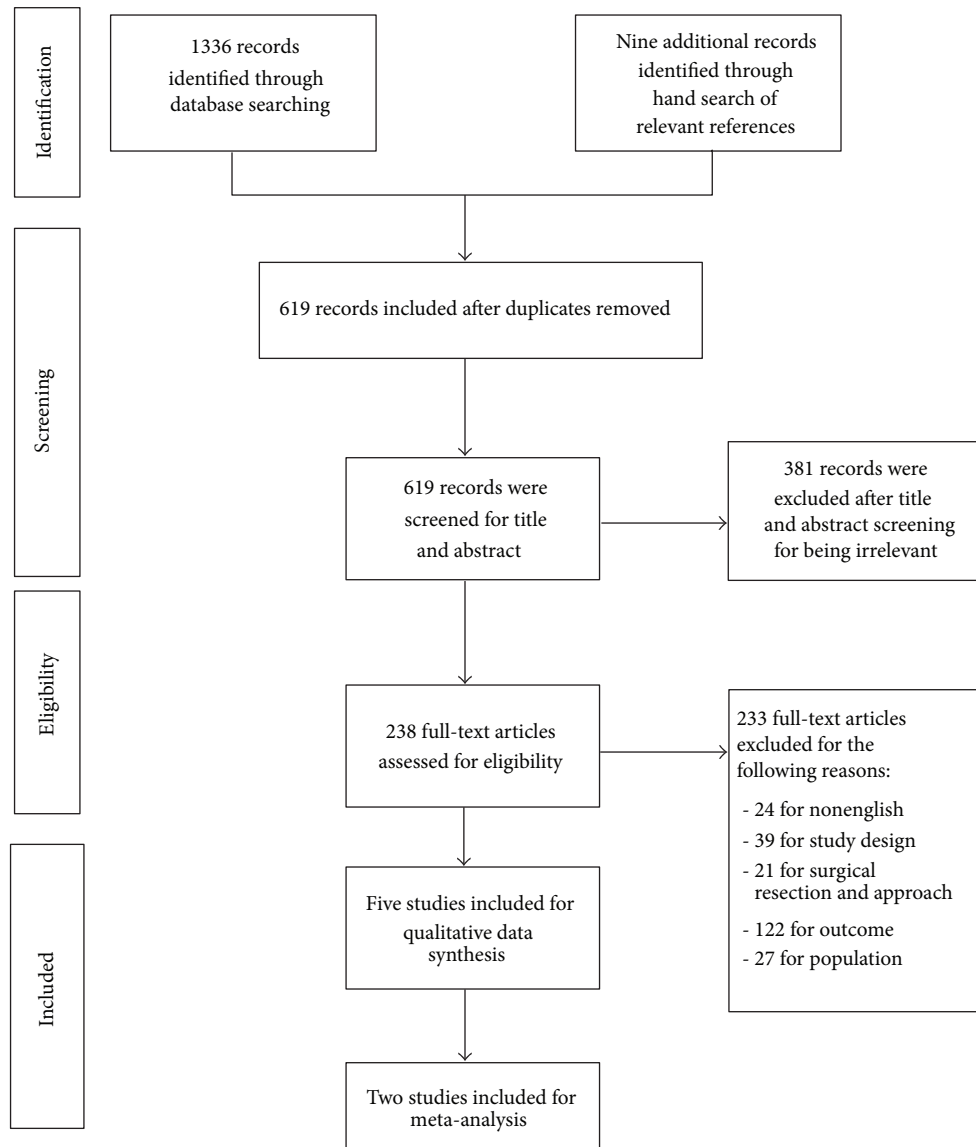 Identification
1336 records
identified through
database searching
Nine additional records
identified through
hand search of
relevant references
Screening
619 records included after duplicates removed
619 records were
screened for title
and abstract
381 records were
excluded after title
and abstract screening
for being irrelevant
Eligibility
238 full-text articles
assessed for eligibility
233 full-text articles
excluded for the
following reasons:
- 24 for nonenglish
- 39 for study design
- 21 for surgical
resection and approach
- 122 for outcome
- 27 for population
Included
Five studies included for
qualitative data
synthesis
Two studies included for
meta-analysis